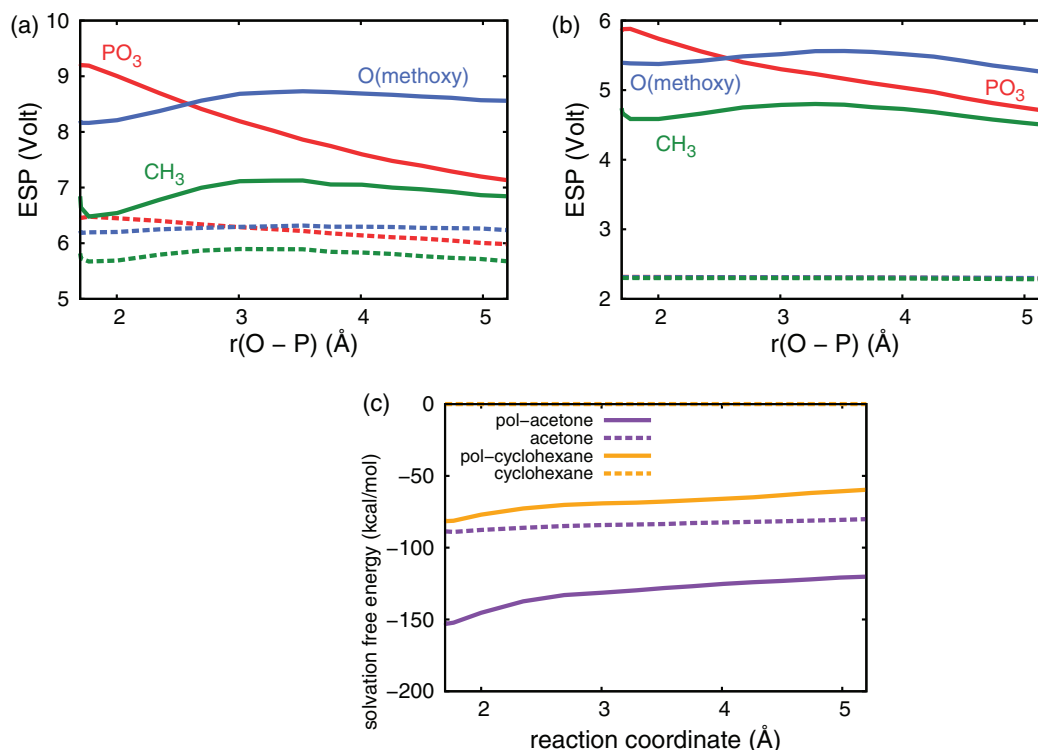 (a)
10
9
8
7
6
5
ESP (Volt)
PO3
O(methoxy)
CH3
2
3
4
5
r(O − P) (Å)
(b)
6
5
4
3
2
ESP (Volt)
O(methoxy)
PO3
CH3
2
3
4
5
r(O − P) (Å)
(c)
0
−50
−100
−150
−200
solvation free energy (kcal/mol)
pol−acetone
acetone
pol−cyclohexane
cyclohexane
2
3
4
5
reaction coordinate (Å)